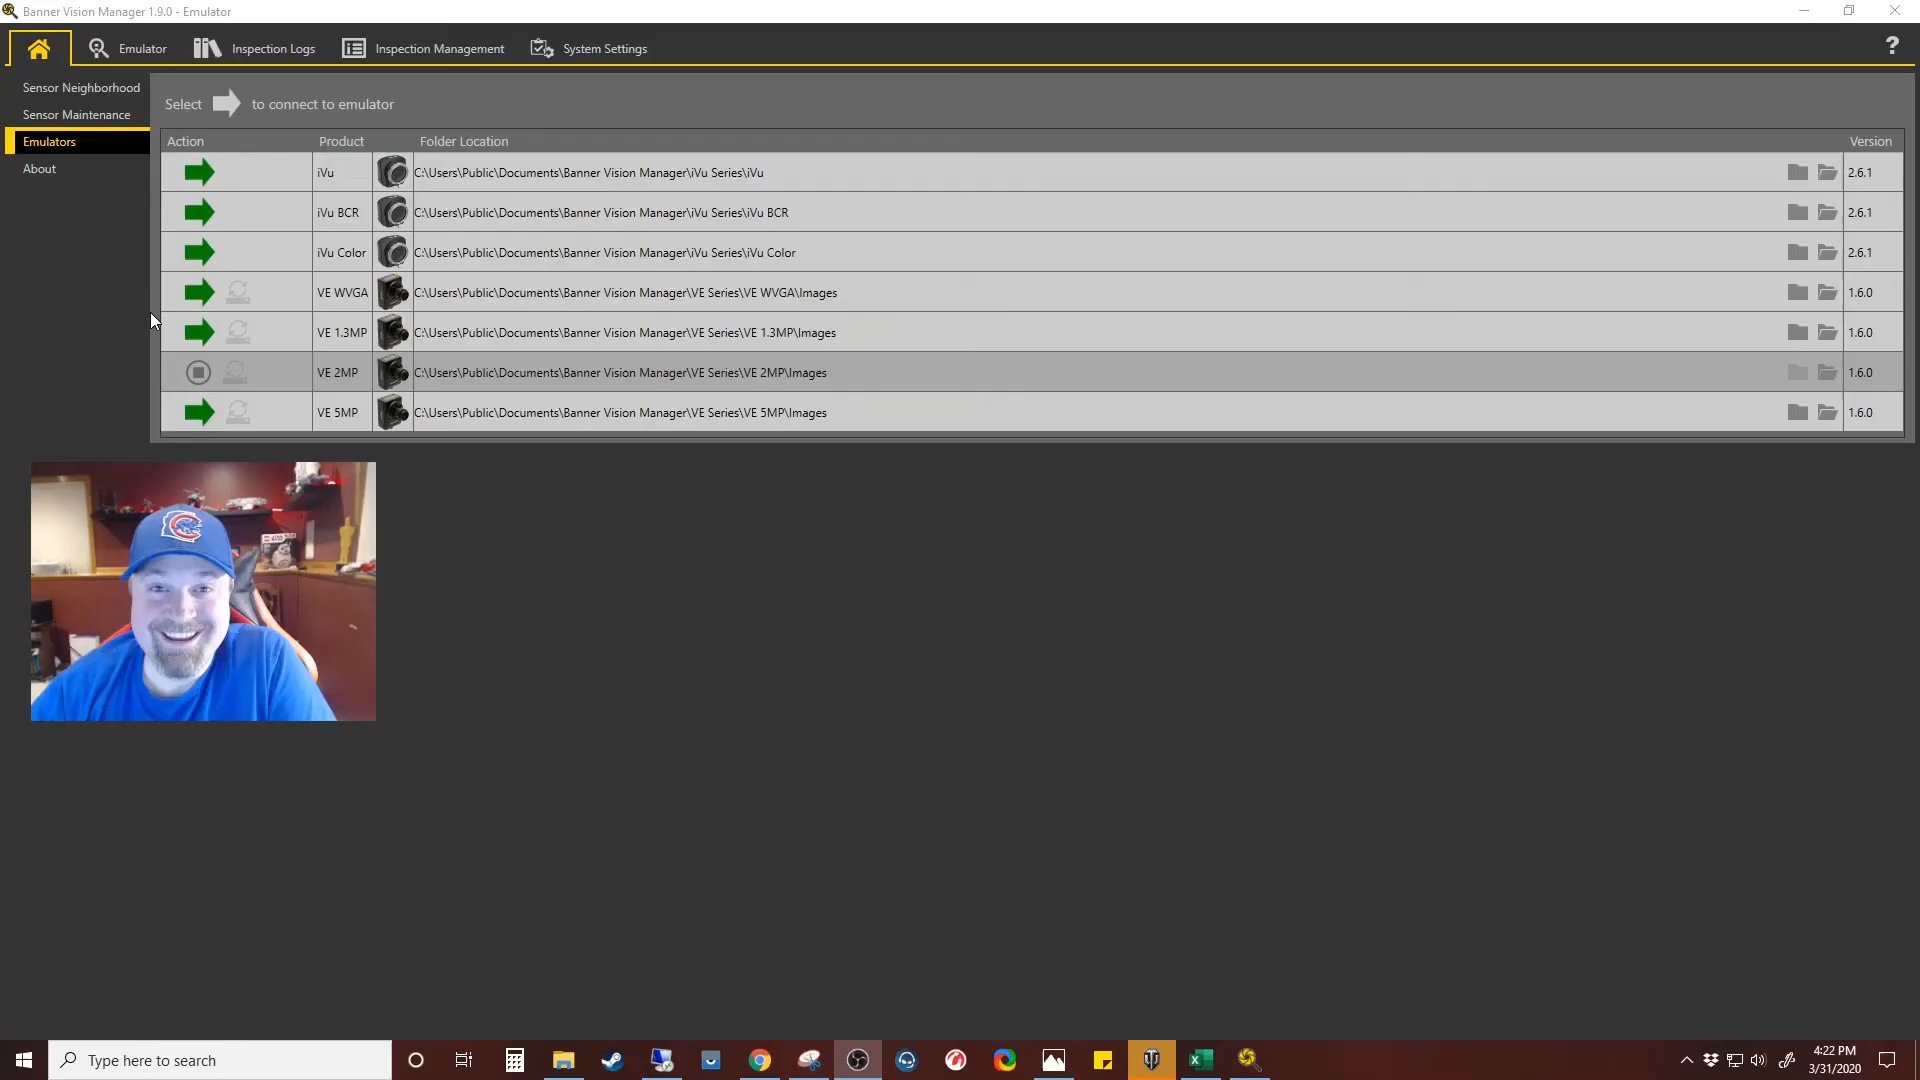 Banner Vision Manager 1.9.0 - Emulator
Emulator
Inspection Logs
Inspection Management
System Settings
?
Sensor Neighborhood
Sensor Maintenance
Emulators
About
Select to connect to emulator
Action Product Folder Location Version
iVu C:\Users\Public\Documents\Banner Vision Manager\iVu Series\iVu 2.6.1
iVu BCR C:\Users\Public\Documents\Banner Vision Manager\iVu Series\iVu BCR 2.6.1
iVu Color C:\Users\Public\Documents\Banner Vision Manager\iVu Series\iVu Color 2.6.1
VE WVGA C:\Users\Public\Documents\Banner Vision Manager\VE Series\VE WVGA\Images 1.6.0
VE 1.3MP C:\Users\Public\Documents\Banner Vision Manager\VE Series\VE 1.3MP\Images 1.6.0
VE 2MP C:\Users\Public\Documents\Banner Vision Manager\VE Series\VE 2MP\Images 1.6.0
VE 5MP C:\Users\Public\Documents\Banner Vision Manager\VE Series\VE 5MP\Images 1.6.0
Type here to search
4:22 PM
3/31/2020